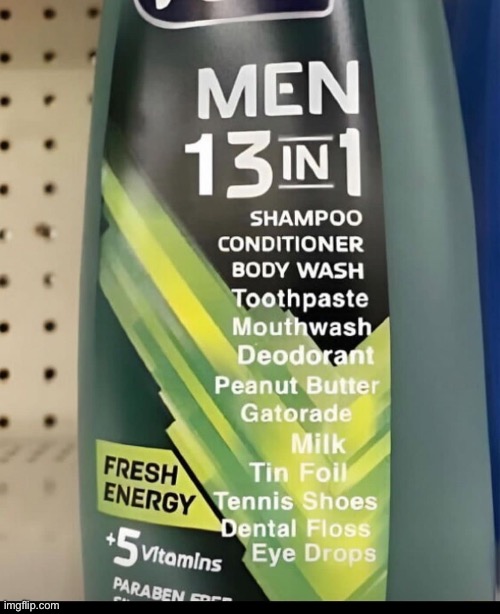 MEN
13 IN 1
SHAMPOO
CONDITIONER
BODY WASH
Toothpaste
Mouthwash
Deodorant
Peanut Butter
Gatorade
Milk
Tin Foil
Tennis Shoes
Dental Floss
Eye Drops
FRESH
ENERGY
+5 Vitamins
PARABEN FREE
imgflip.com